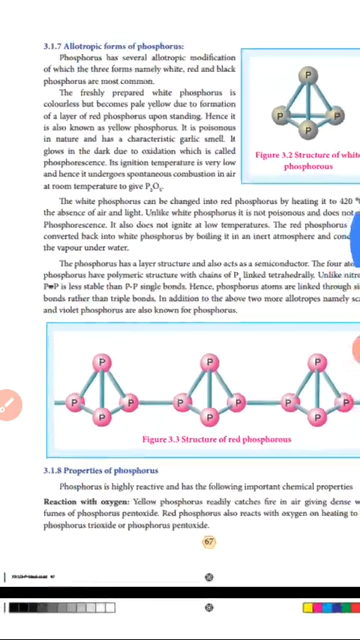 3.1.7 Allotropic forms of phosphorus:
Phosphorus has several allotropic modification
of which the three forms namely white, red and black
phosphorus are most common.
The freshly prepared white phosphorus is
colourless but becomes pale yellow due to formation
of a layer of red phosphorus upon standing. Hence it
is also known as yellow phosphorus. It is poisonous
in nature and has a characteristic garlic smell. It
glows in the dark due to oxidation which is called
phosphorescence. Its ignition temperature is very low
and hence it undergoes spontaneous combustion in air
at room temperature to give P₂O₅.
P
P
P
P
Figure 3.2 Structure of white
phosphorous
The white phosphorus can be changed into red phosphorus by heating it to 420
the absence of air and light. Unlike white phosphorus it is not poisonous and does not
Phosphorescence. It also does not ignite at low temperatures. The red phosphorus
converted back into white phosphorus by boiling it in an inert atmosphere and
the vapour under water.
The phosphorus has a layer structure and also acts as a semiconductor. The four
phosphorus have polymeric structure with chains of P₄ linked tetrahedrally. Unlike
P≡P is less stable than P-P single bonds. Hence, phosphorus atoms are linked through
bonds rather than triple bonds. In addition to the above two more allotropes namely
and violet phosphorus are also known for phosphorus.
P P P
P P P P P P
P P P
Figure 3.3 Structure of red phosphorous
3.1.8 Properties of phosphorus
Phosphorus is highly reactive and has the following important chemical properties
Reaction with oxygen: Yellow phosphorus readily catches fire in air giving dense
fumes of phosphorus pentoxide. Red phosphorus also reacts with oxygen on heating to
phosphorus trioxide or phosphorus pentoxide.
67